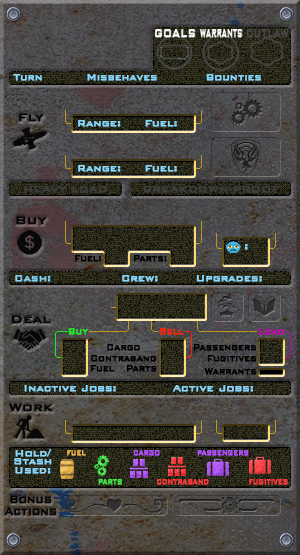 GOALS WARRANTS OUTLAW
TURN MISBEHAVES BOUNTIES
FLY
RANGE: FUEL:
RANGE: FUEL:
BUY
FUEL: PARTS:
:
CASH: CREW: UPGRADES:
DEAL
BUY SELL LOAD
CARGO PASSENGERS
CONTRABAND FUGITIVES
FUEL PARTS WARRANTS
INACTIVE JOBS: ACTIVE JOBS:
WORK
HOLD/ FUEL CARGO PASSENGERS
STASH
USED: PARTS CONTRABAND FUGITIVES
BONUS
ACTIONS